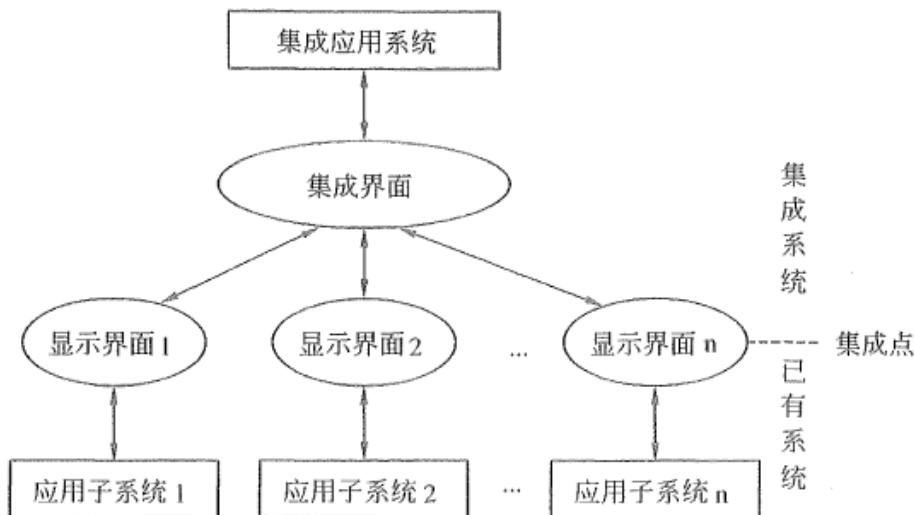 集成应用系统
集成界面
集成系统
显示界面1
显示界面2
...
显示界面n
集成点
已有系统
应用子系统1
应用子系统2
...
应用子系统n